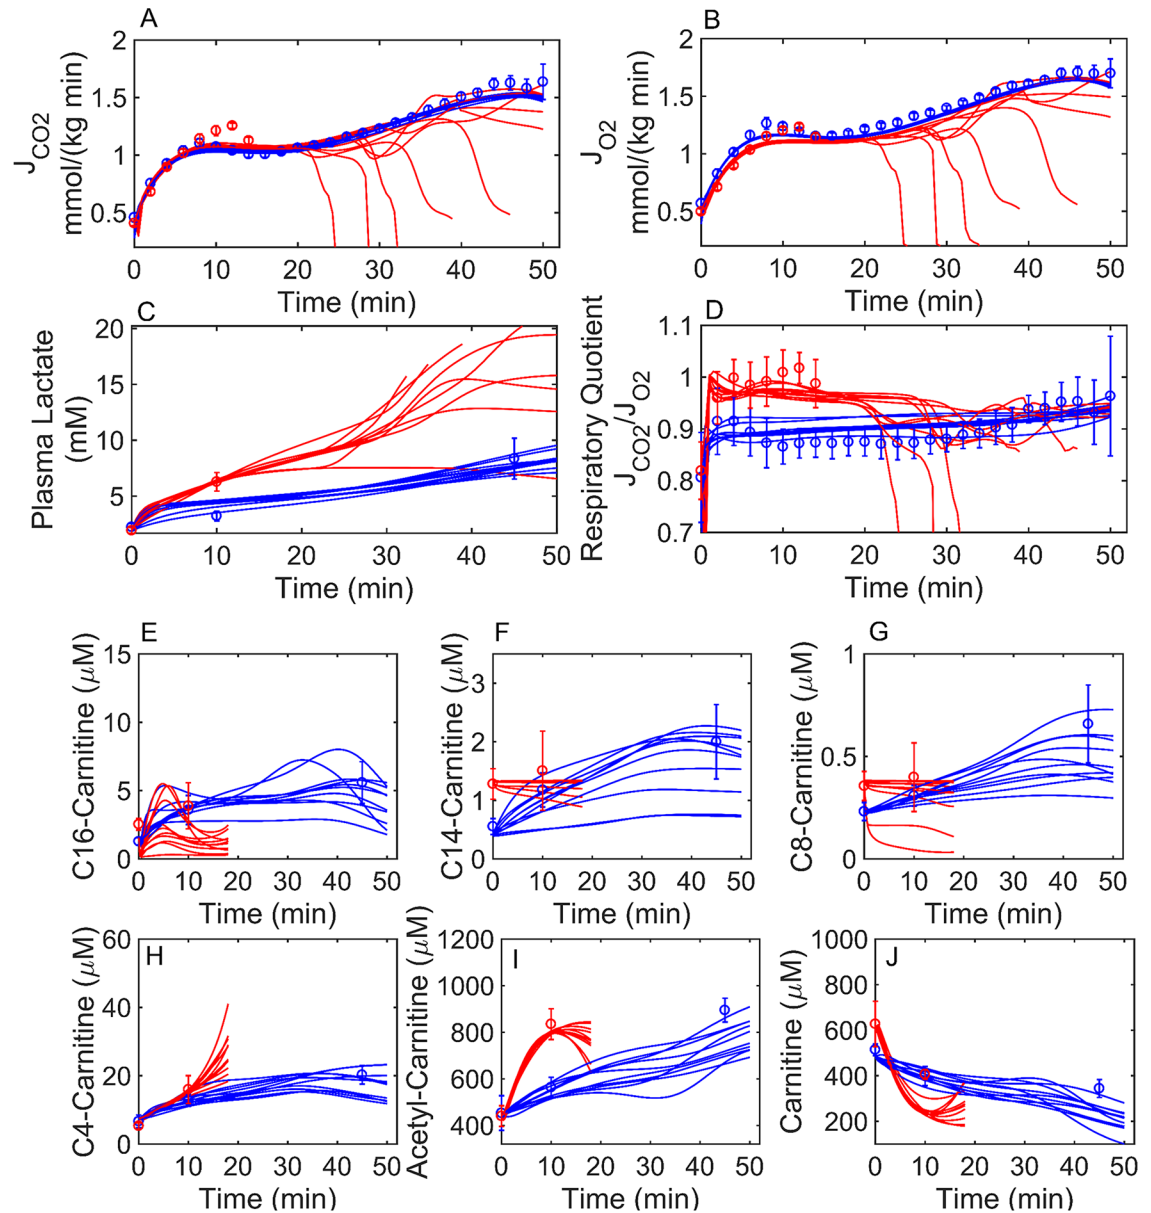 A
J_CO2
mmol/(kg min)
2
1.5
1
0.5
0 10 20 30 40 50
Time (min)
B
J_O2
mmol/(kg min)
2
1.5
1
0.5
0 10 20 30 40 50
Time (min)
C
Plasma Lactate
(mM)
20
15
10
5
0 10 20 30 40 50
Time (min)
D
Respiratory Quotient
J_CO2/J_O2
1.1
1
0.9
0.8
0.7
0 10 20 30 40 50
Time (min)
E
C16-Carnitine (μM)
15
10
5
0
0 10 20 30 40 50
Time (min)
F
C14-Carnitine (μM)
3
2
1
0
0 10 20 30 40 50
Time (min)
G
C8-Carnitine (μM)
1
0.5
0
0 10 20 30 40 50
Time (min)
H
C4-Carnitine (μM)
60
40
20
0
0 10 20 30 40 50
Time (min)
I
Acetyl-Carnitine (μM)
1200
1000
800
600
400
0 10 20 30 40 50
Time (min)
J
Carnitine (μM)
1000
800
600
400
200
0 10 20 30 40 50
Time (min)